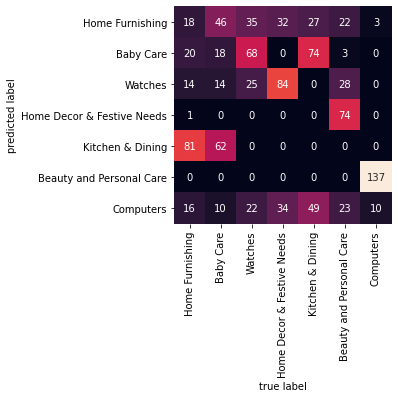 Home Furnishing 18 46 35 32 27 22 3
Baby Care 20 18 68 0 74 3 0
Watches 14 14 25 84 0 28 0
Home Decor & Festive Needs 1 0 0 0 0 74 0
Kitchen & Dining 81 62 0 0 0 0 0
Beauty and Personal Care 0 0 0 0 0 0 137
Computers 16 10 22 34 49 23 10
predicted label
Home Furnishing
Baby Care
Watches
Home Decor & Festive Needs
Kitchen & Dining
Beauty and Personal Care
Computers
true label